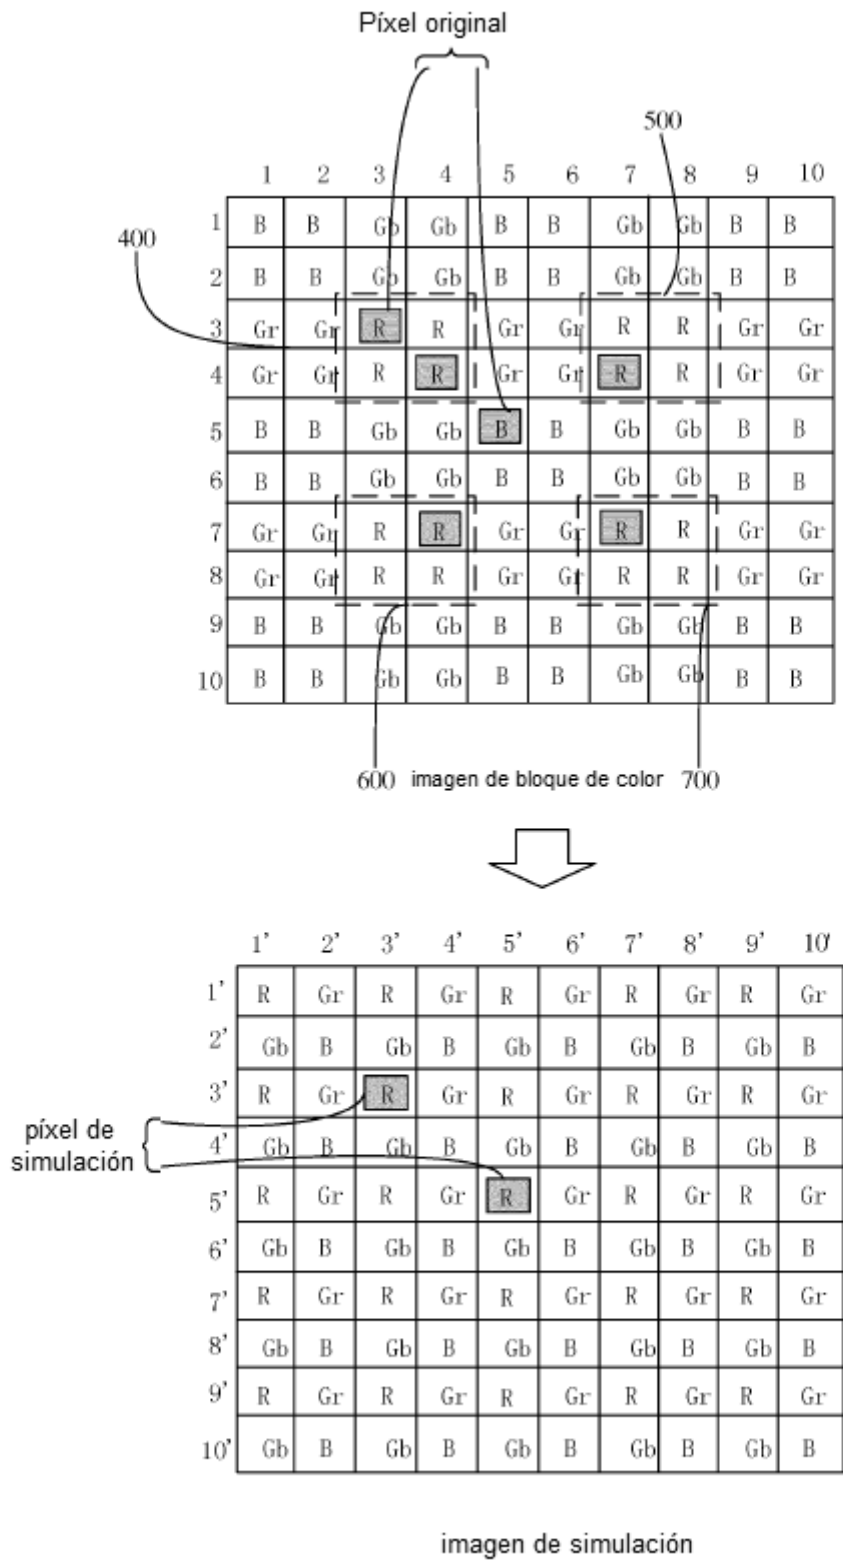 Píxel original
500
1 2 3 4 5 6 7 8 9 10
400
1 B B Gb Gb B B Gb Gb B B
2 B B Gb Gb B B Gb Gb B B
3 Gr Gr R R Gr Gr R R Gr Gr
4 Gr Gr R R Gr Gr R R Gr Gr
5 B B Gb Gb B B Gb Gb B B
6 B B Gb Gb B B Gb Gb B B
7 Gr Gr R R Gr Gr R R Gr Gr
8 Gr Gr R R Gr Gr R R Gr Gr
9 B B Gb Gb B B Gb Gb B B
10 B B Gb Gb B B Gb Gb B B
600 imagen de bloque de color 700
1' 2' 3' 4' 5' 6' 7' 8' 9' 10'
1' R Gr R Gr R Gr R Gr R Gr
2' Gb B Gb B Gb B Gb B Gb B
3' R Gr R Gr R Gr R Gr R Gr
píxel de
simulación
4' Gb B Gb B Gb B Gb B Gb B
5' R Gr R Gr R Gr R Gr R Gr
6' Gb B Gb B Gb B Gb B Gb B
7' R Gr R Gr R Gr R Gr R Gr
8' Gb B Gb B Gb B Gb B Gb B
9' R Gr R Gr R Gr R Gr R Gr
10' Gb B Gb B Gb B Gb B Gb B
imagen de simulación